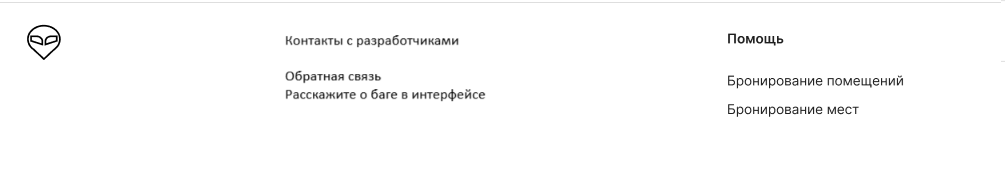 Контакты с разработчиками
Обратная связь
Расскажите о баге в интерфейсе
Помощь
Бронирование помещений
Бронирование мест